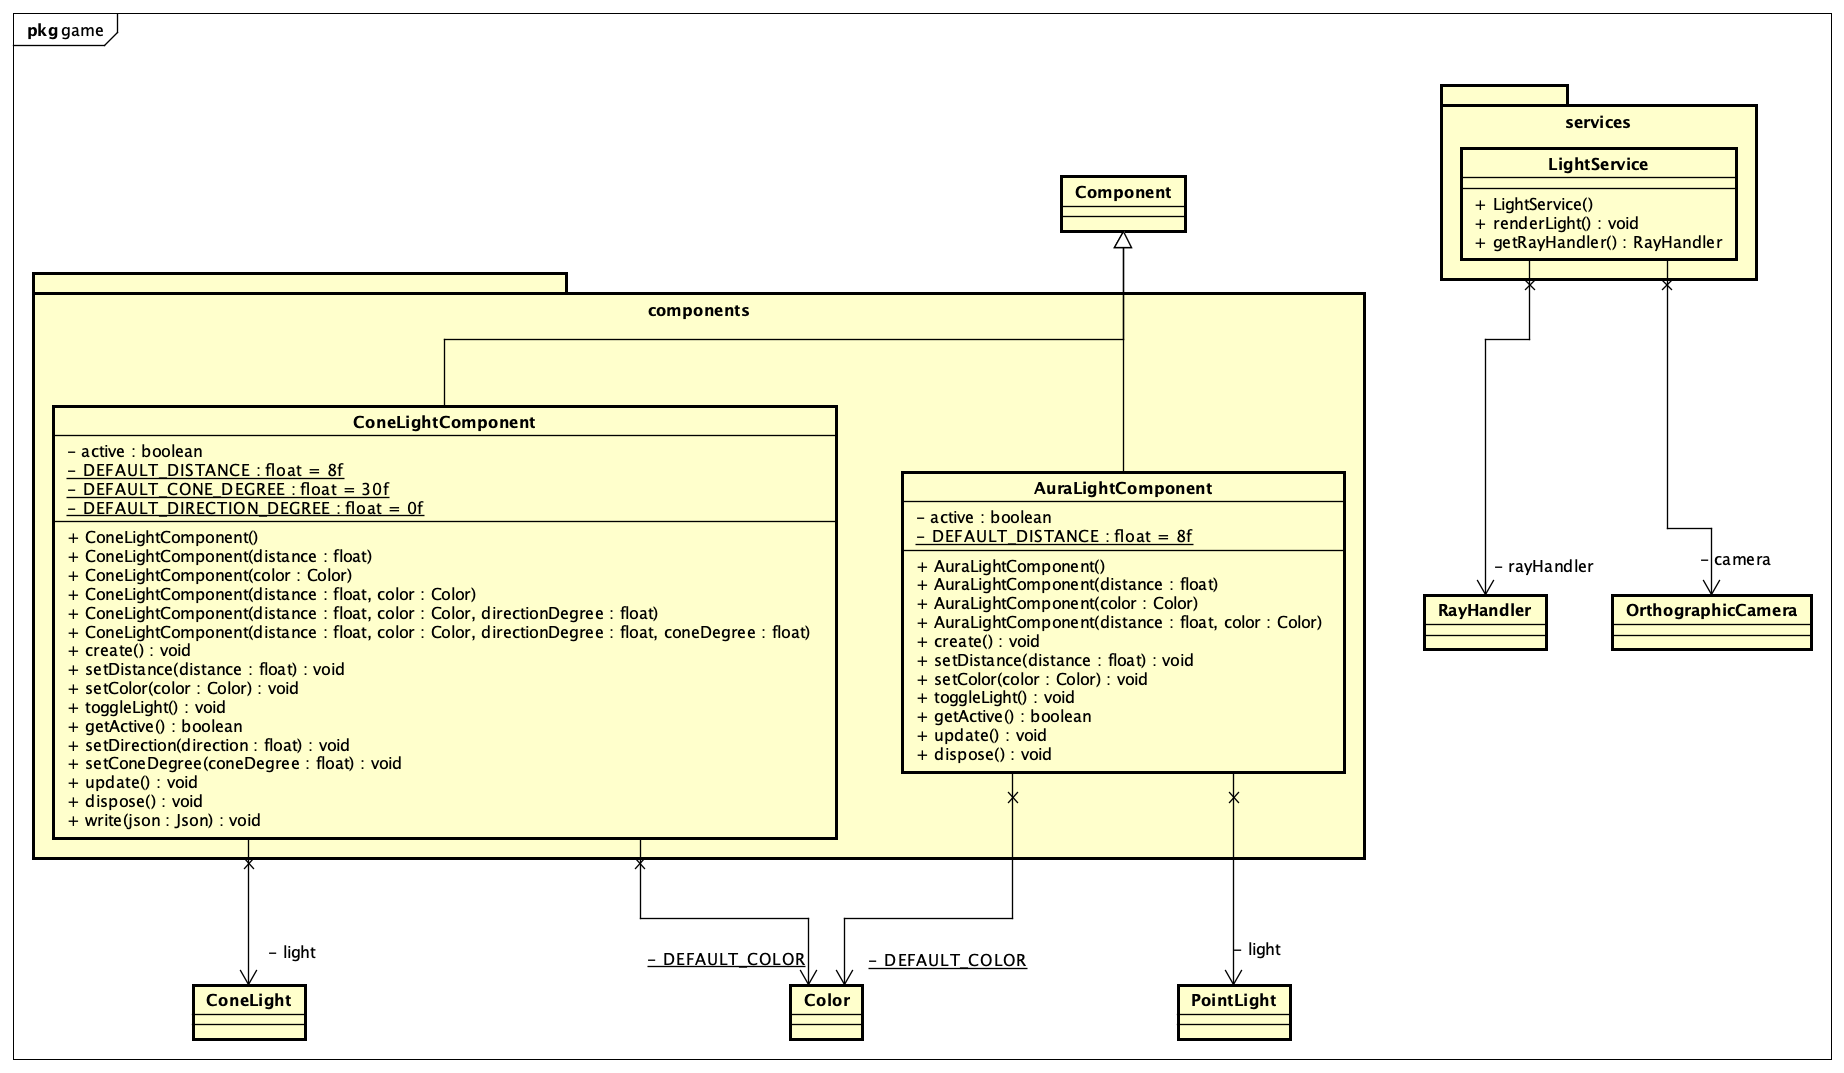 pkg game
services
LightService
+ LightService()
+ renderLight() : void
+ getRayHandler() : RayHandler
Component
components
ConeLightComponent
- active : boolean
- DEFAULT_DISTANCE : float = 8f
- DEFAULT_CONE_DEGREE : float = 30f
- DEFAULT_DIRECTION_DEGREE : float = 0f
+ ConeLightComponent()
+ ConeLightComponent(distance : float)
+ ConeLightComponent(color : Color)
+ ConeLightComponent(distance : float, color : Color)
+ ConeLightComponent(distance : float, color : Color, directionDegree : float)
+ ConeLightComponent(distance : float, color : Color, directionDegree : float, coneDegree : float)
+ create() : void
+ setDistance(distance : float) : void
+ setColor(color : Color) : void
+ toggleLight() : void
+ getActive() : boolean
+ setDirection(direction : float) : void
+ setConeDegree(coneDegree : float) : void
+ update() : void
+ dispose() : void
+ write(json : Json) : void
AuraLightComponent
- active : boolean
- DEFAULT_DISTANCE : float = 8f
+ AuraLightComponent()
+ AuraLightComponent(distance : float)
+ AuraLightComponent(color : Color)
+ AuraLightComponent(distance : float, color : Color)
+ create() : void
+ setDistance(distance : float) : void
+ setColor(color : Color) : void
+ toggleLight() : void
+ getActive() : boolean
+ update() : void
+ dispose() : void
- rayHandler
- camera
RayHandler
OrthographicCamera
- light
- DEFAULT_COLOR
- DEFAULT_COLOR
- light
ConeLight
Color
PointLight